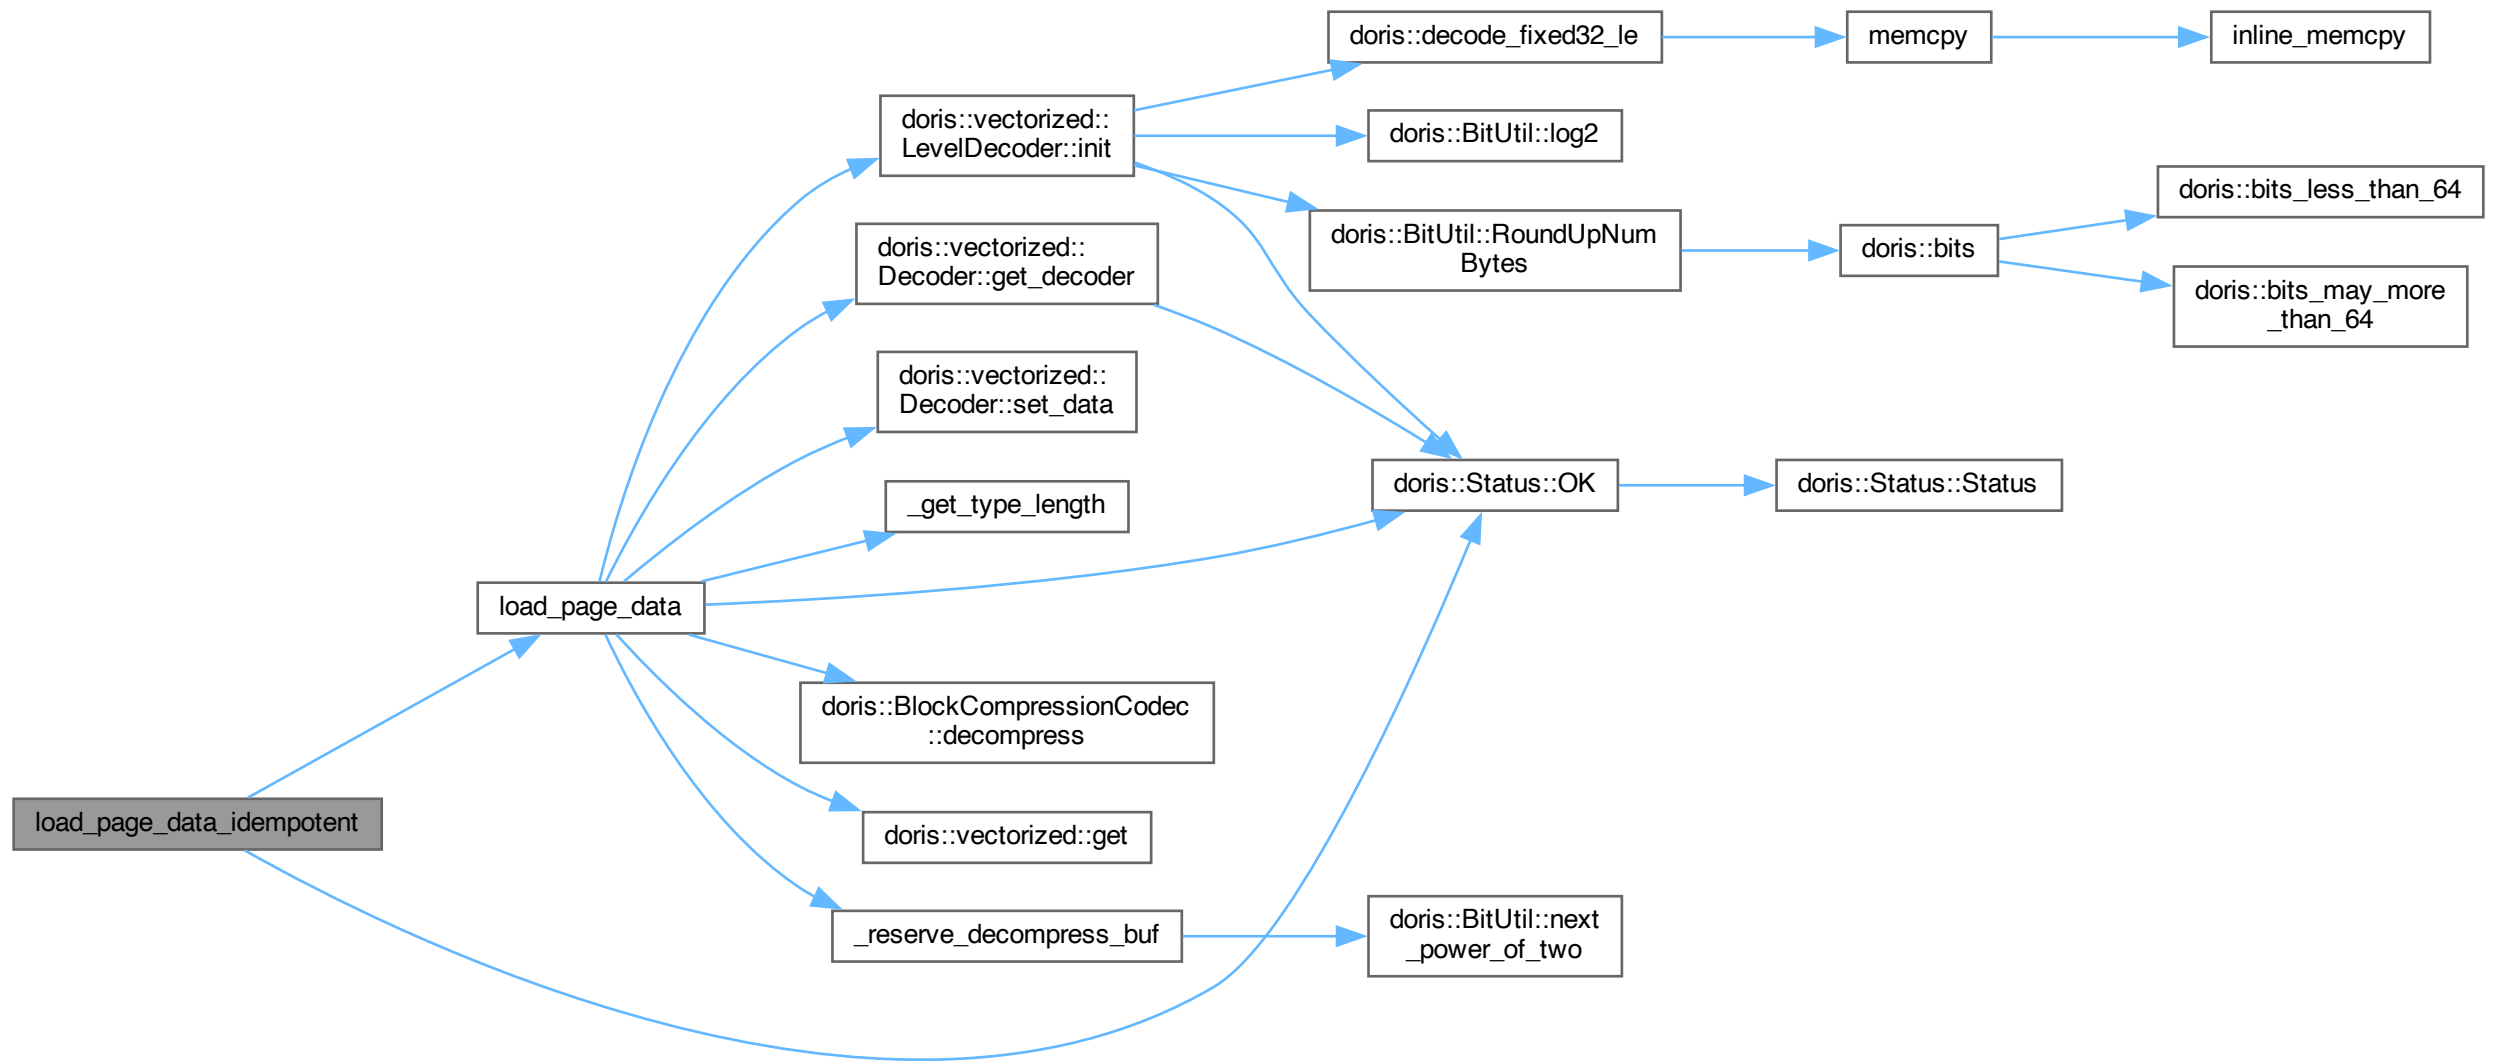 doris::decode_fixed32_le
memcpy
inline_memcpy
doris::vectorized::
LevelDecoder::init
doris::BitUtil::log2
doris::bits_less_than_64
doris::vectorized::
Decoder::get_decoder
doris::BitUtil::RoundUpNum
Bytes
doris::bits
doris::bits_may_more
_than_64
doris::vectorized::
Decoder::set_data
_get_type_length
doris::Status::OK
doris::Status::Status
load_page_data
doris::BlockCompressionCodec
::decompress
load_page_data_idempotent
doris::vectorized::get
_reserve_decompress_buf
doris::BitUtil::next
_power_of_two